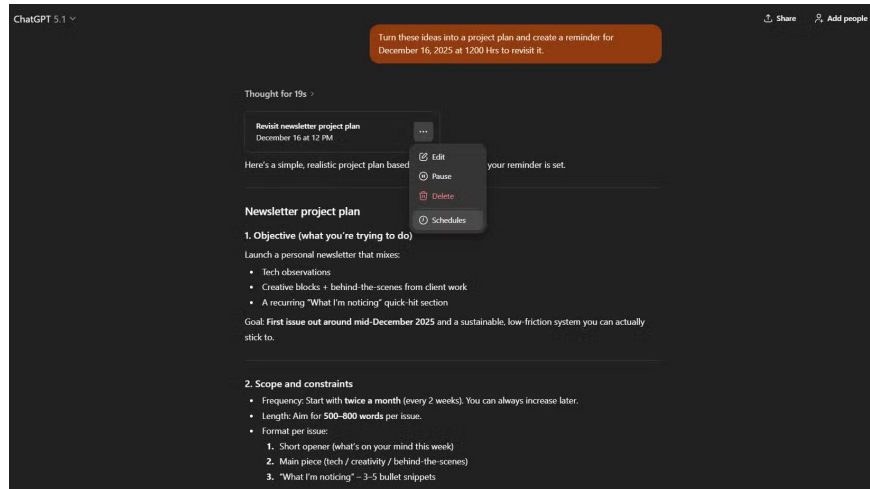 ChatGPT 5.1
Share
Add people
Turn these ideas into a project plan and create a reminder for
December 16, 2025 at 1200 Hrs to revisit it.
Thought for 19s
Revisit newsletter project plan
December 16 at 12 PM
Edit
Pause
Delete
Schedules
Here's a simple, realistic project plan based your reminder is set.
Newsletter project plan
1. Objective (what you're trying to do)
Launch a personal newsletter that mixes:
• Tech observations
• Creative blocks + behind-the-scenes from client work
• A recurring "What I'm noticing" quick-hit section
Goal: First issue out around mid-December 2025 and a sustainable, low-friction system you can actually
stick to.
2. Scope and constraints
• Frequency: Start with twice a month (every 2 weeks). You can always increase later.
• Length: Aim for 500–800 words per issue.
• Format per issue:
1. Short opener (what's on your mind this week)
2. Main piece (tech / creativity / behind-the-scenes)
3. "What I'm noticing" – 3–5 bullet snippets